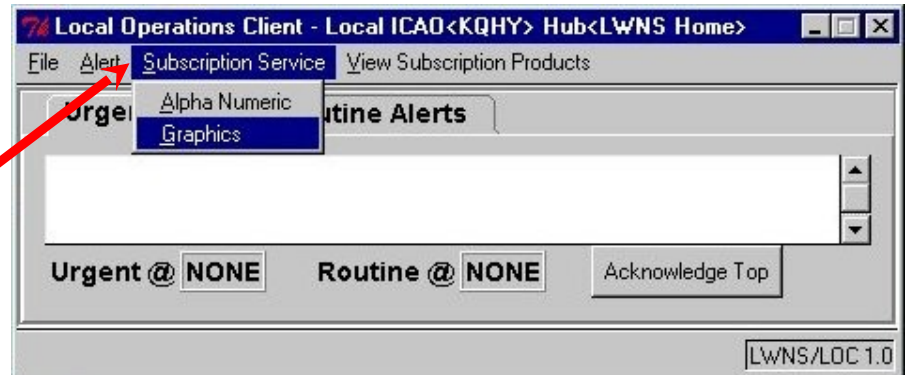 Local Operations Client - Local ICAO<KQHY> Hub<LWNS Home>
File Alert Subscription Service View Subscription Products
Alpha Numeric
utine Alerts
Graphics
Urgent @ NONE Routine @ NONE Acknowledge Top
LWNS/LOC 1.0